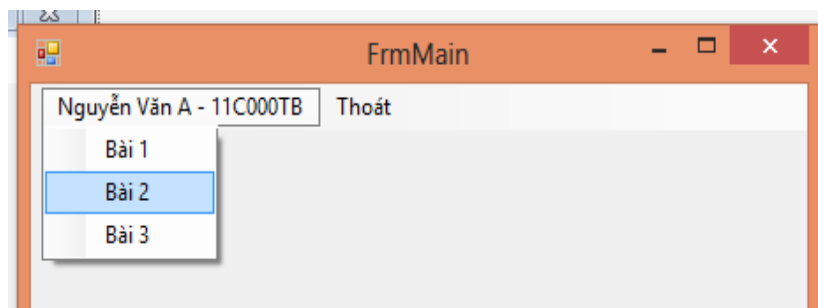 FrmMain
Nguyễn Văn A - 11C000TB Thoát
Bài 1
Bài 2
Bài 3